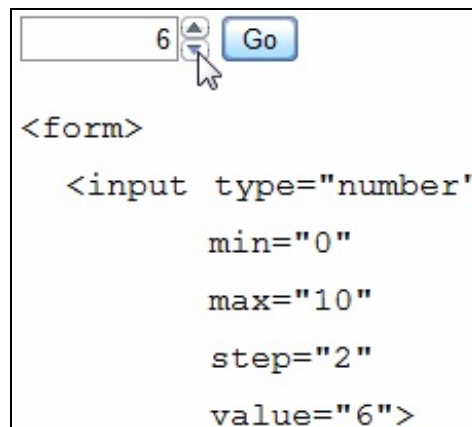 6 Go
<form>
<input type="number"
min="0"
max="10"
step="2"
value="6">